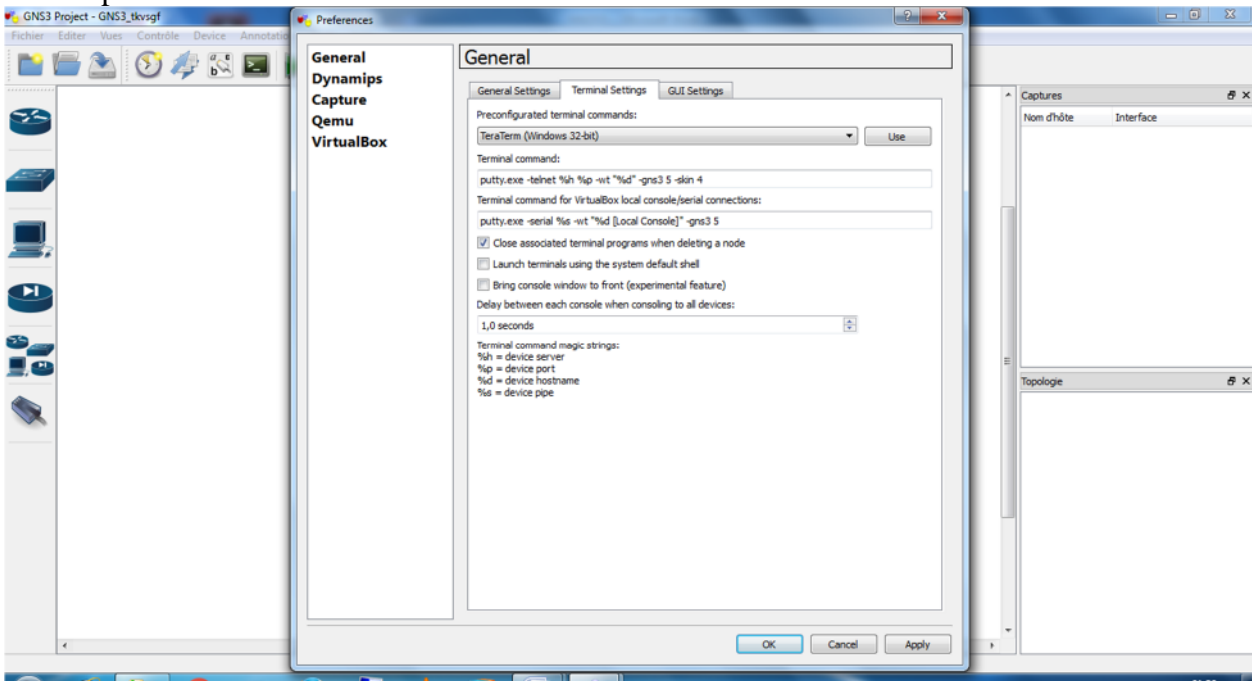 GNS3 Project - GNS3_tkvsgf
Fichier Editer Vues Contrôle Device Annotatio
Preferences
General
Dynamips
Capture
Qemu
VirtualBox
General
General Settings Terminal Settings GUI Settings
Preconfigurated terminal commands:
TeraTerm (Windows 32-bit) Use
Terminal command:
putty.exe -telnet %h %p -wt "%d" -gns3 5 -skin 4
Terminal command for VirtualBox local console/serial connections:
putty.exe -serial %s -wt "%d [Local Console]" -gns3 5
Close associated terminal programs when deleting a node
Launch terminals using the system default shell
Bring console window to front (experimental feature)
Delay between each console when consoling to all devices:
1,0 seconds
Terminal command magic strings:
%h = device server
%p = device port
%d = device hostname
%s = device pipe
OK Cancel Apply
Captures
Nom d'hôte Interface
Topologie